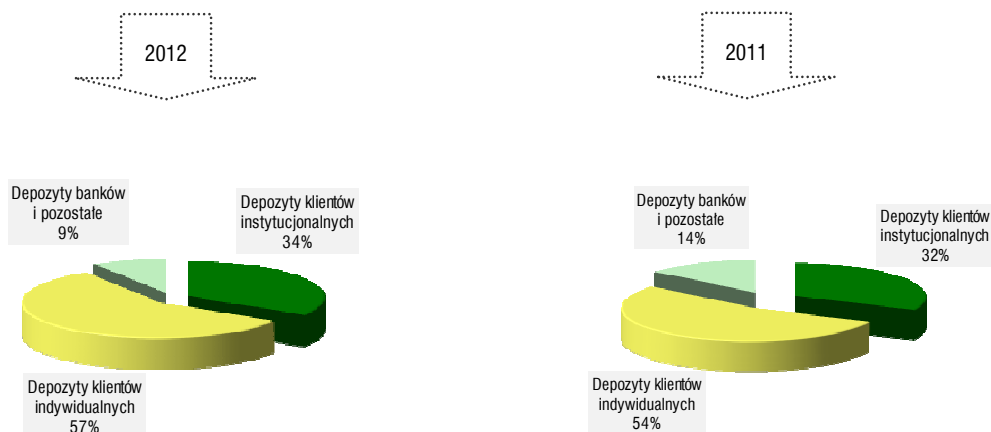 2012
Depozyty banków
i pozostałe
9%
Depozyty klientów
instytucjonalnych
34%
Depozyty klientów
indywidualnych
57%
2011
Depozyty banków
i pozostałe
14%
Depozyty klientów
instytucjonalnych
32%
Depozyty klientów
indywidualnych
54%